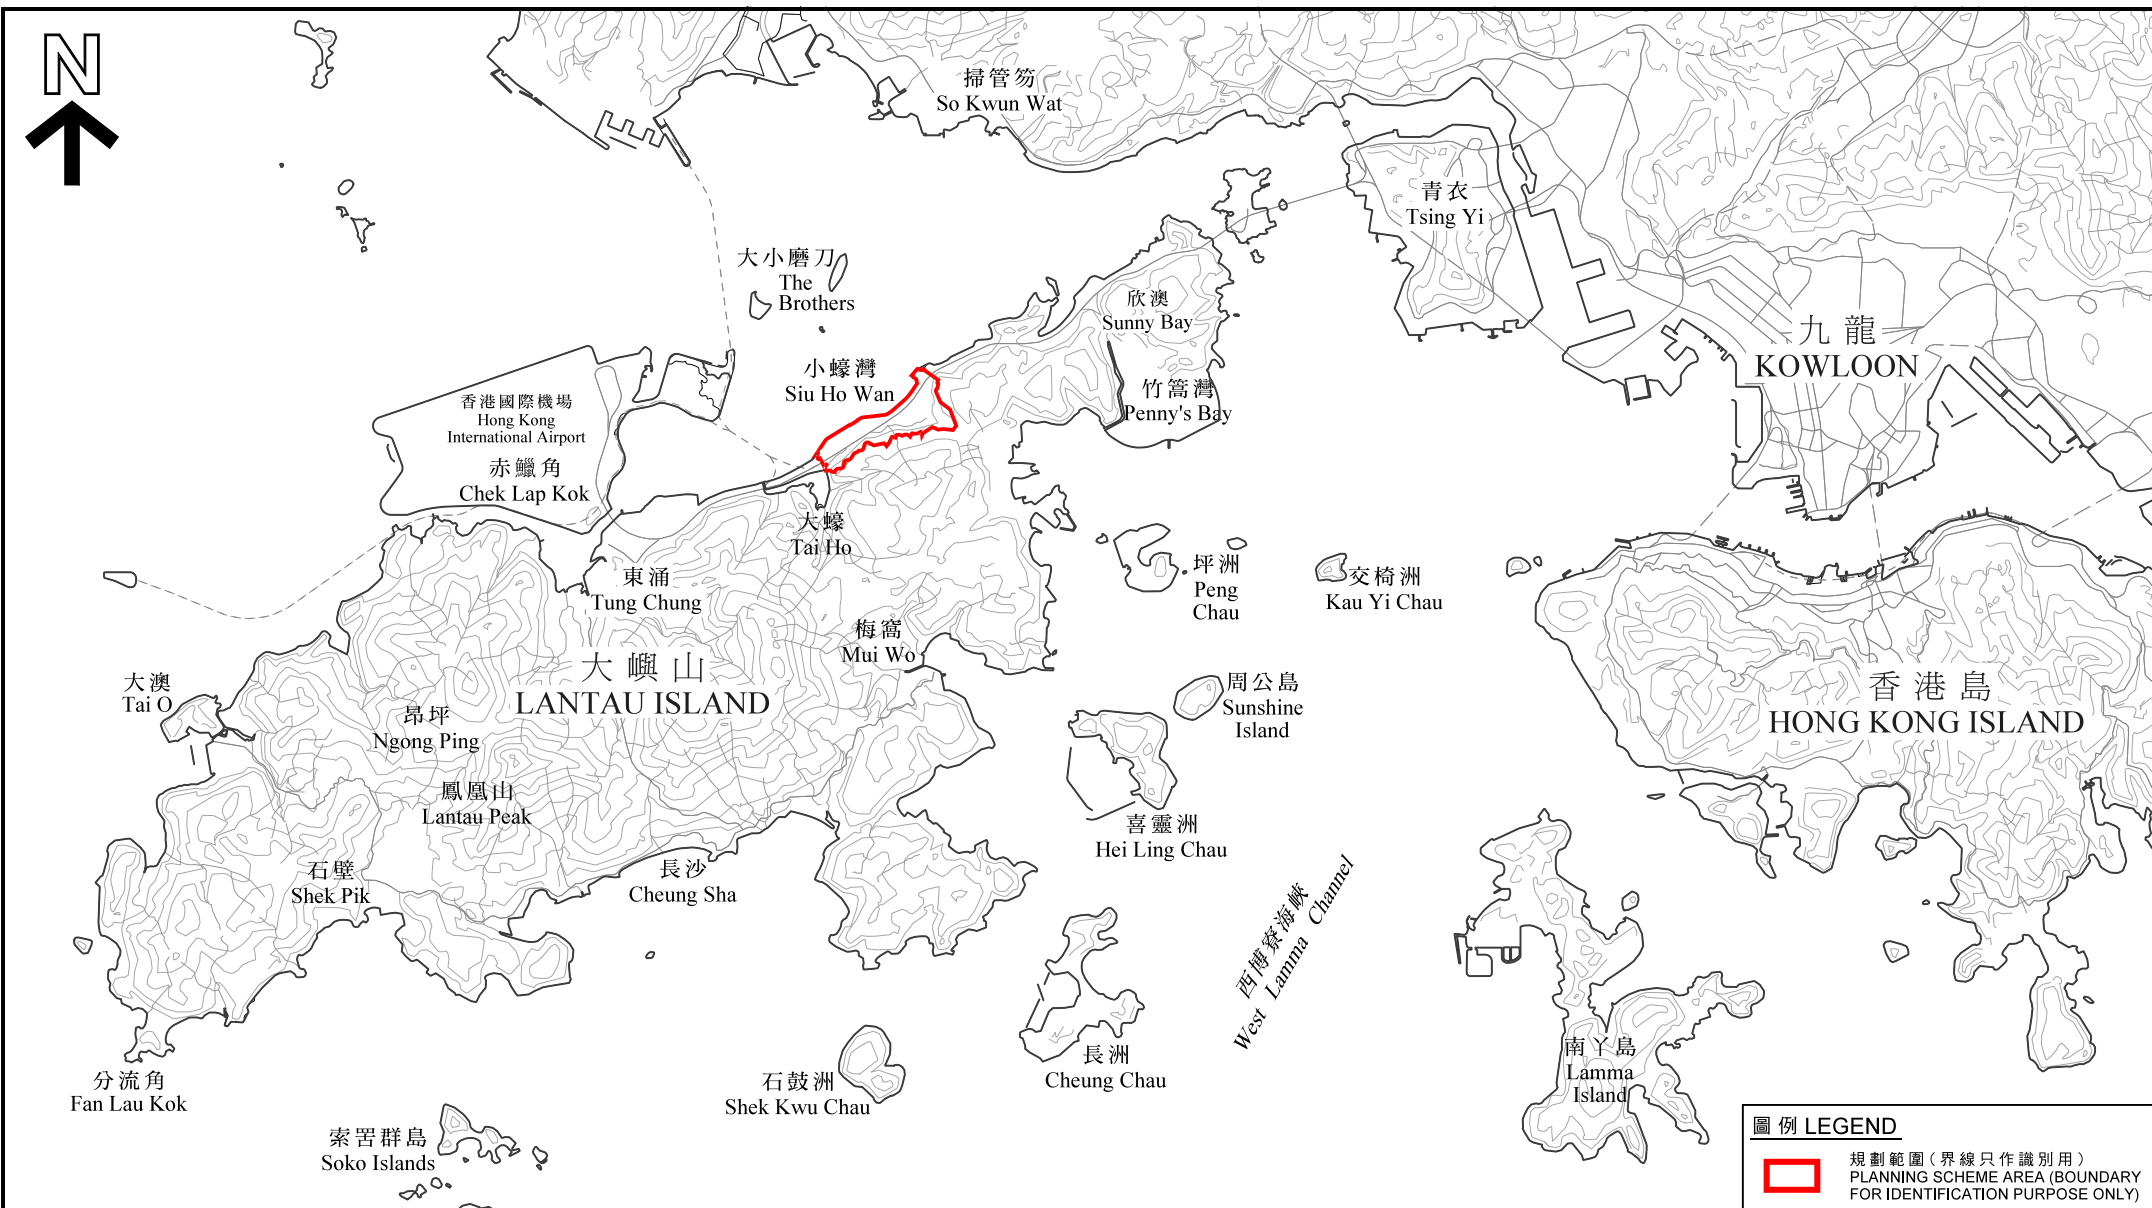 N
掃管笏
So Kwun Wat
青衣
Tsing Yi
大小磨刀
The
Brothers
欣澳
Sunny Bay
九龍
KOWLOON
小蠔灣
Siu Ho Wan
竹篙灣
Penny's Bay
香港國際機場
Hong Kong
International Airport
赤鱲角
Chek Lap Kok
大蠔
Tai Ho
東涌
Tung Chung
坪洲
Peng
Chau
交椅洲
Kau Yi Chau
梅窩
Mui Wo
大嶼山
LANTAU ISLAND
大澳
Tai O
昂坪
Ngong Ping
周公島
Sunshine
Island
香港島
HONG KONG ISLAND
鳳凰山
Lantau Peak
喜靈洲
Hei Ling Chau
石壁
Shek Pik
長沙
Cheung Sha
西博寮海峽
West Lamma Channel
長洲
Cheung Chau
南丫島
Lamma
Island
分流角
Fan Lau Kok
石鼓洲
Shek Kwu Chau
索罟群島
Soko Islands
圖例 LEGEND
規劃範圍(界線只作識別用)
PLANNING SCHEME AREA (BOUNDARY
FOR IDENTIFICATION PURPOSE ONLY)